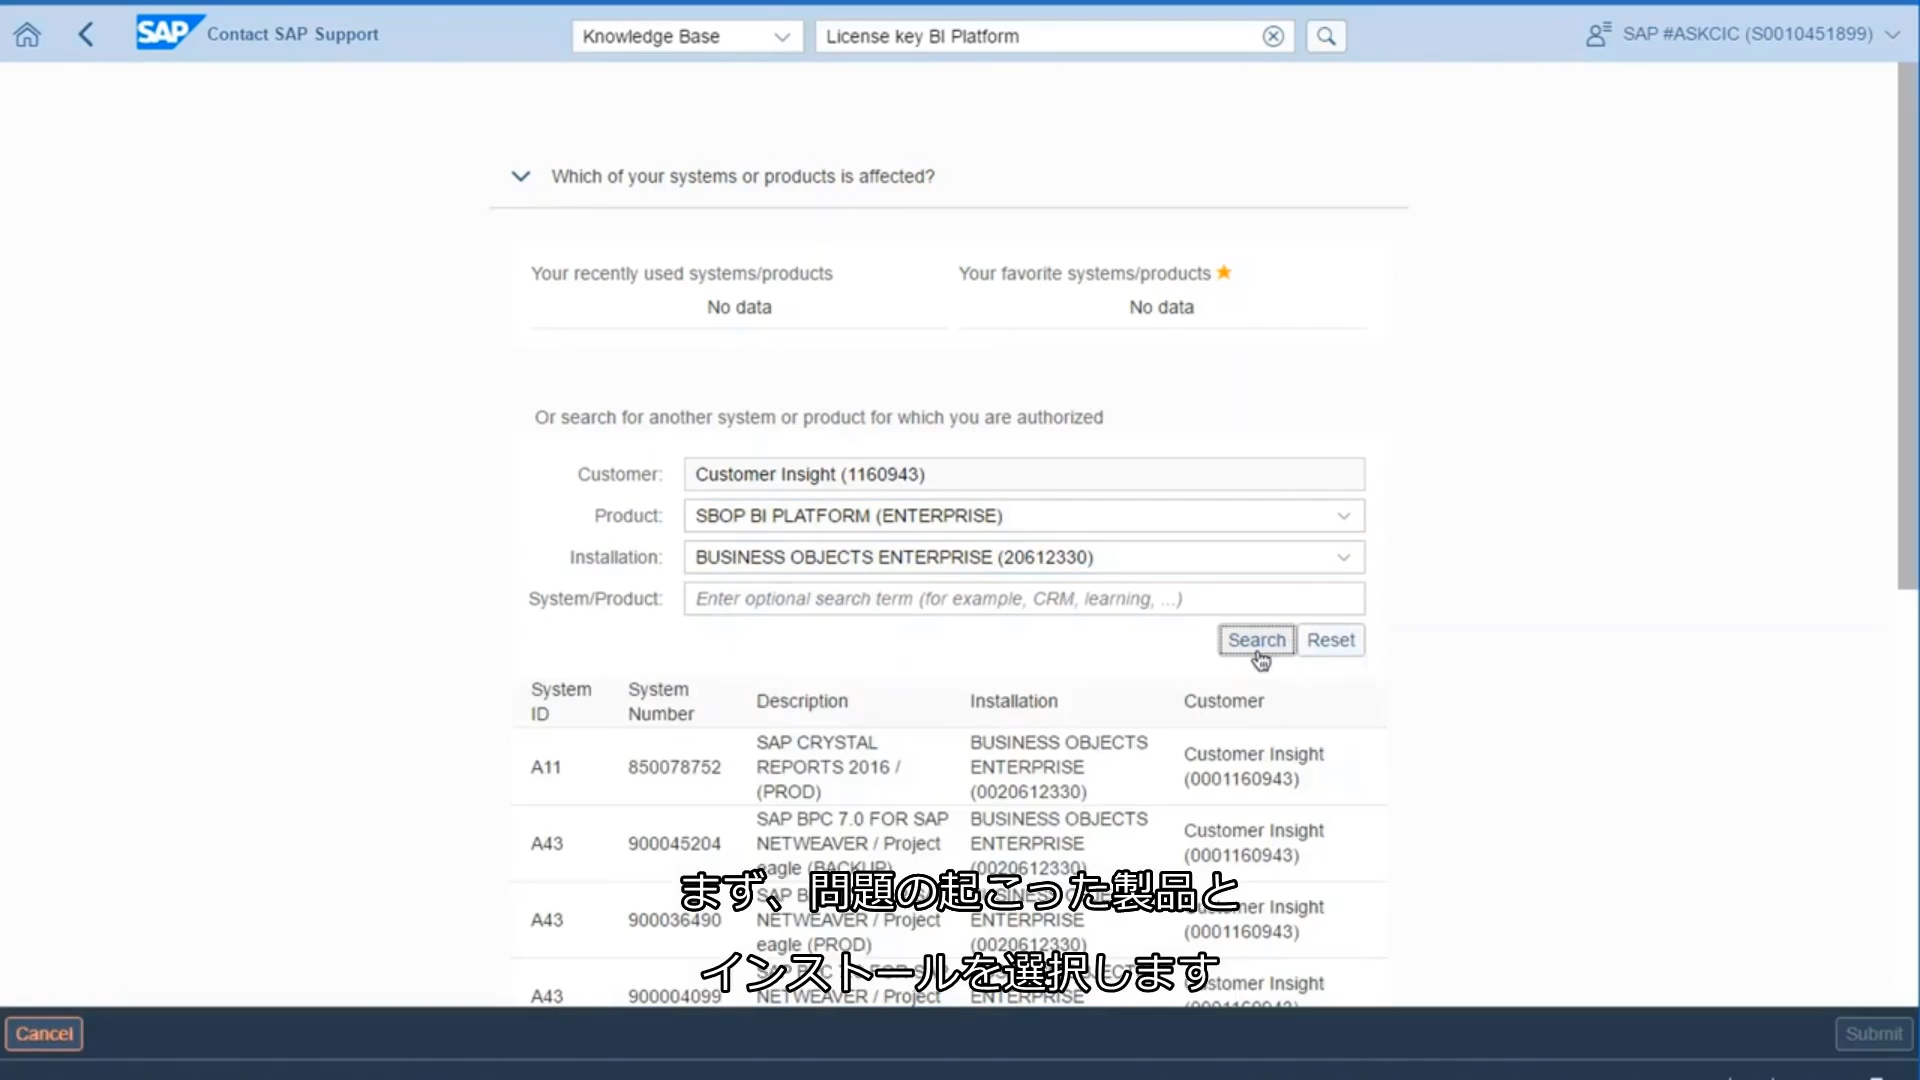 SAP Contact SAP Support
Knowledge Base
License key BI Platform
SAP #ASKCIC (S0010451899)
Which of your systems or products is affected?
Your recently used systems/products
No data
Your favorite systems/products
No data
Or search for another system or product for which you are authorized
Customer: Customer Insight (1160943)
Product: SBOP BI PLATFORM (ENTERPRISE)
Installation: BUSINESS OBJECTS ENTERPRISE (20612330)
System/Product: Enter optional search term (for example, CRM, learning, ...)
Search Reset
System ID
System Number
Description
Installation
Customer
A11
850078752
SAP CRYSTAL
REPORTS 2016 /
(PROD)
BUSINESS OBJECTS
ENTERPRISE
(0020612330)
Customer Insight
(0001160943)
A43
900045204
SAP BPC 7.0 FOR SAP
NETWEAVER / Project
eagle (BACKUP)
BUSINESS OBJECTS
ENTERPRISE
(0020612330)
Customer Insight
(0001160943)
A43
900036490
NETWEAVER / Project
eagle (PROD)
ENTERPRISE
(0020612330)
Insight
(0001160943)
A43
900004099
NETWEAVER / Project
ENTERPRISE
Insight
まず、問題の起こった製品と
インストールを選択します
Cancel
Submit